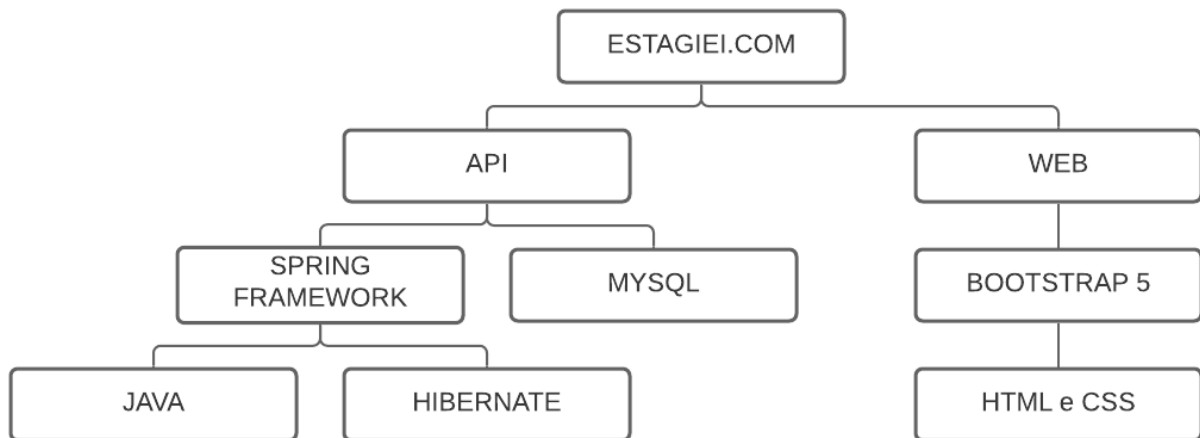 ESTAGIEI.COM
API
WEB
SPRING
FRAMEWORK
MYSQL
BOOTSTRAP 5
JAVA
HIBERNATE
HTML e CSS